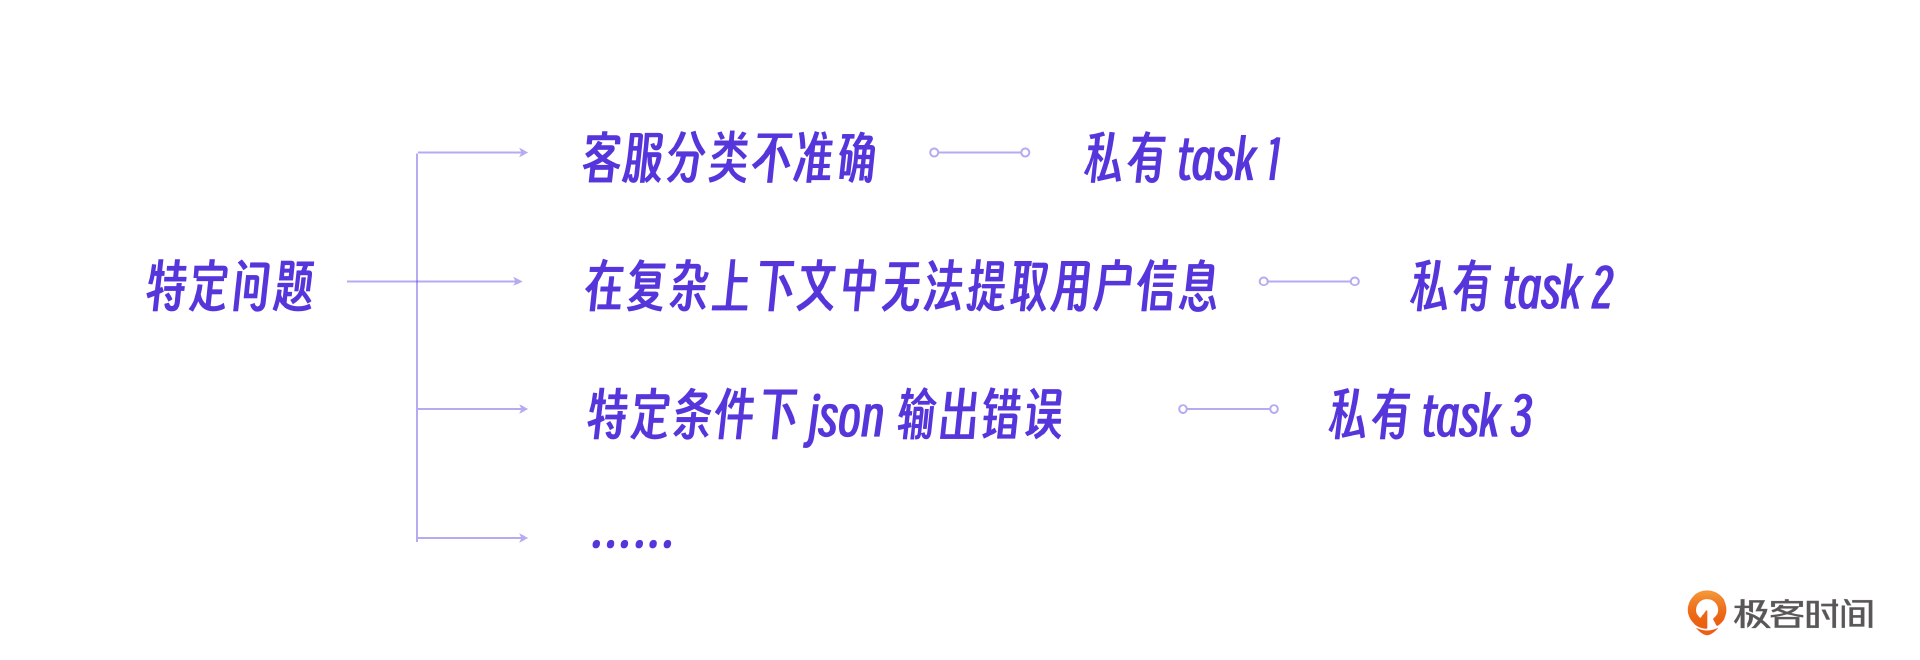 客服分类不准确 私有 task 1
特定问题
在复杂上下文中无法提取用户信息 私有 task 2
特定条件下 json 输出错误 私有 task 3
……
极客时间